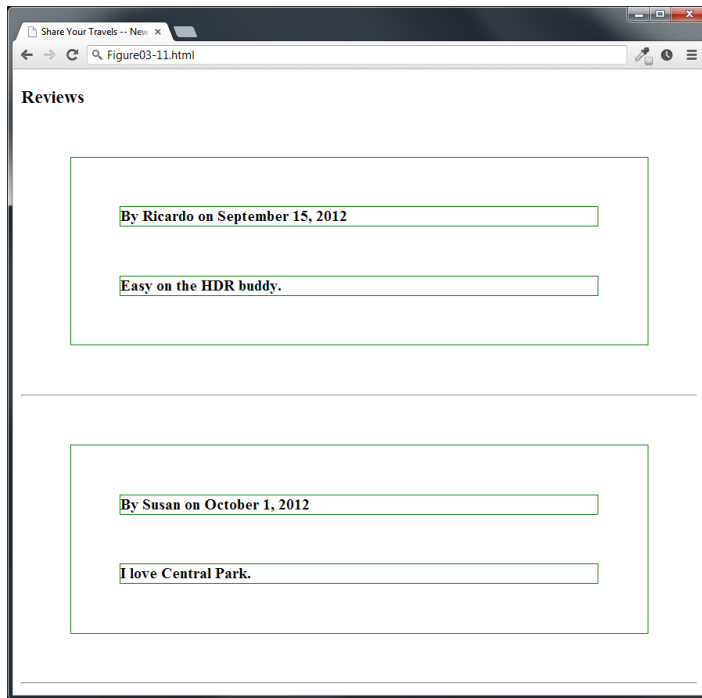 Share Your Travels -- New
Figure03-11.html
Reviews
By Ricardo on September 15, 2012
Easy on the HDR buddy.
By Susan on October 1, 2012
I love Central Park.